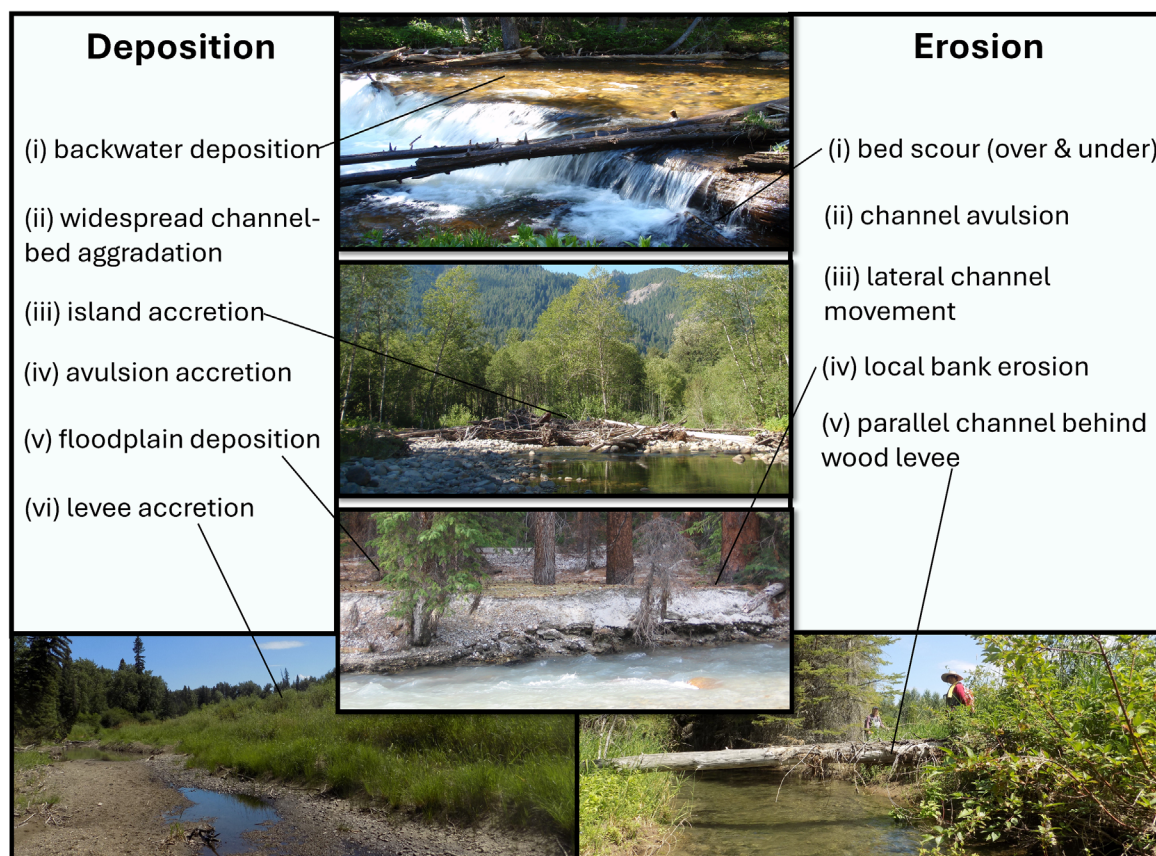 Deposition
(i) backwater deposition
(ii) widespread channel-
bed aggradation
(iii) island accretion
(iv) avulsion accretion
(v) floodplain deposition
(vi) levee accretion
Erosion
(i) bed scour (over & under)
(ii) channel avulsion
(iii) lateral channel
movement
(iv) local bank erosion
(v) parallel channel behind
wood levee